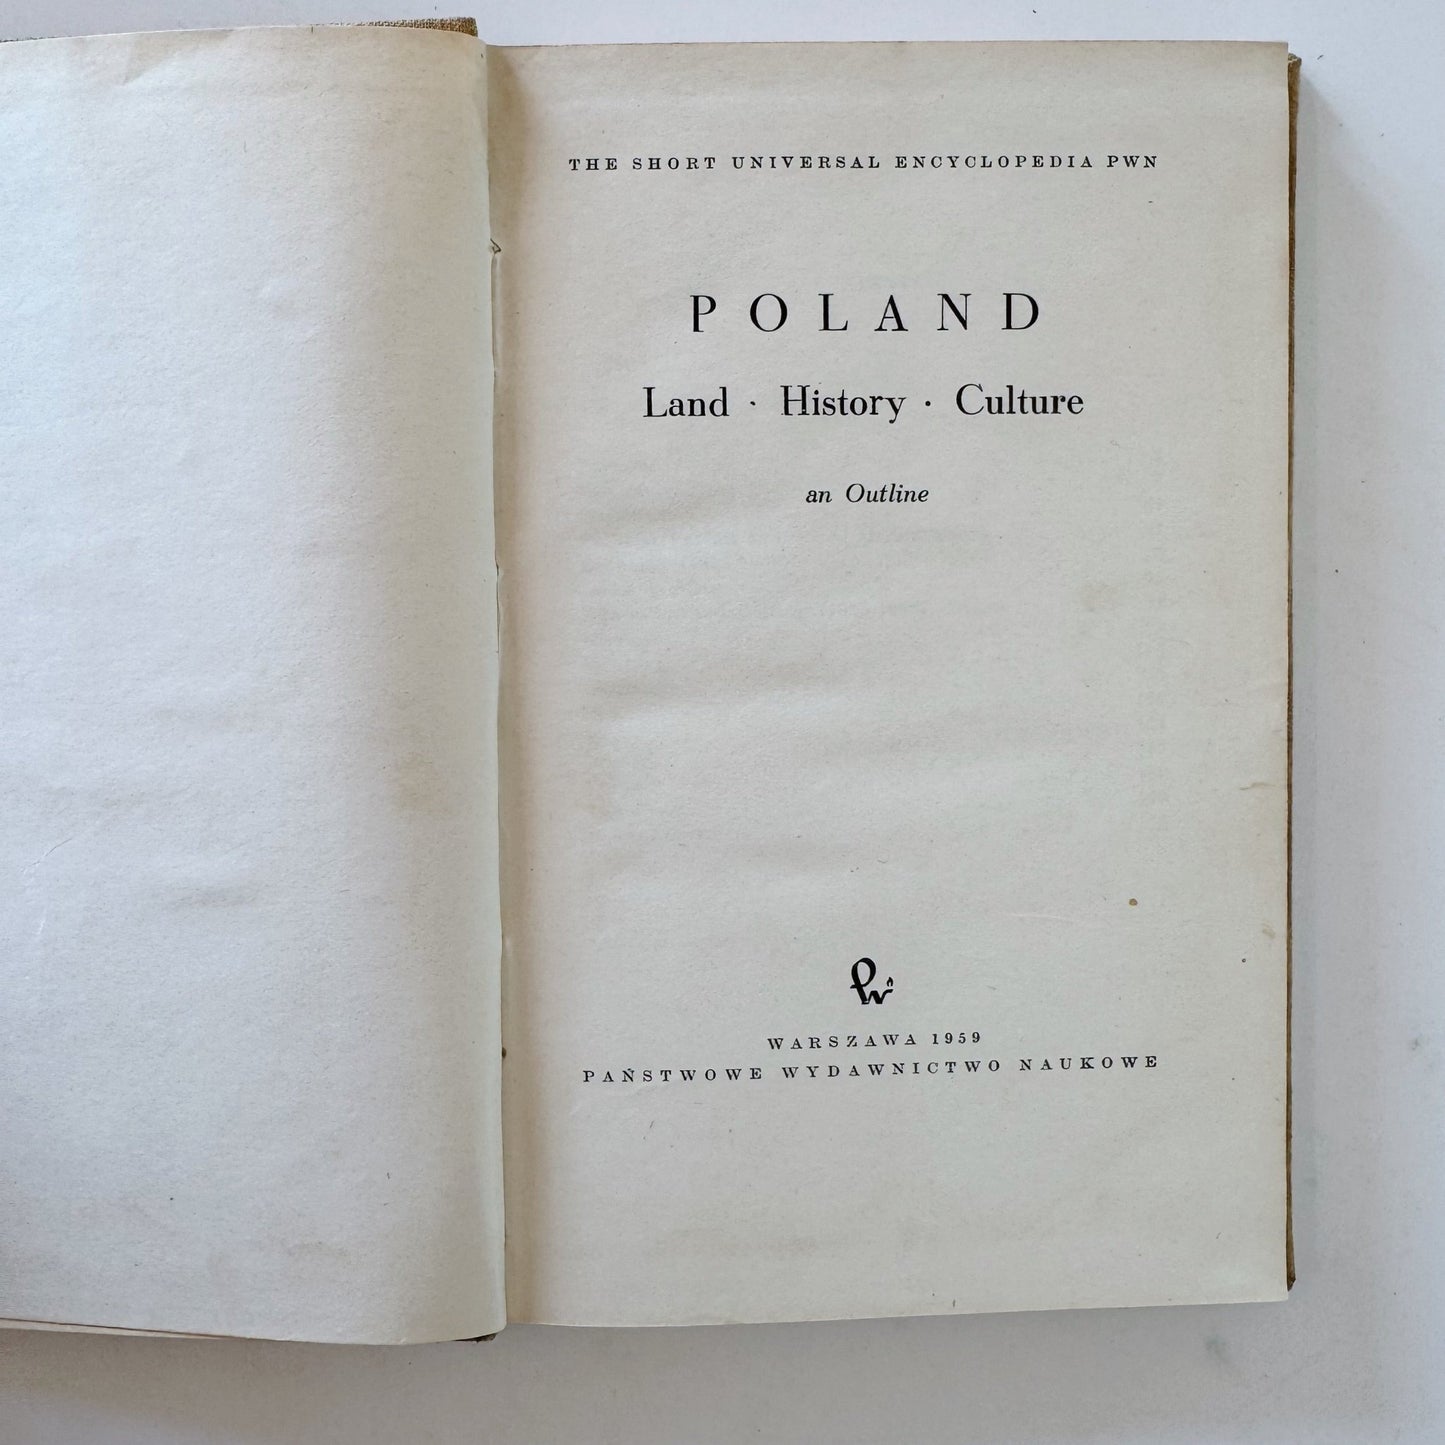 THE SHORT UNIVERSAL ENCYCLOPEDIA PWN
POLAND
Land · History · Culture
an Outline
WARSZAWA 1959
PAŃSTWOWE WYDAWNICTWO NAUKOWE